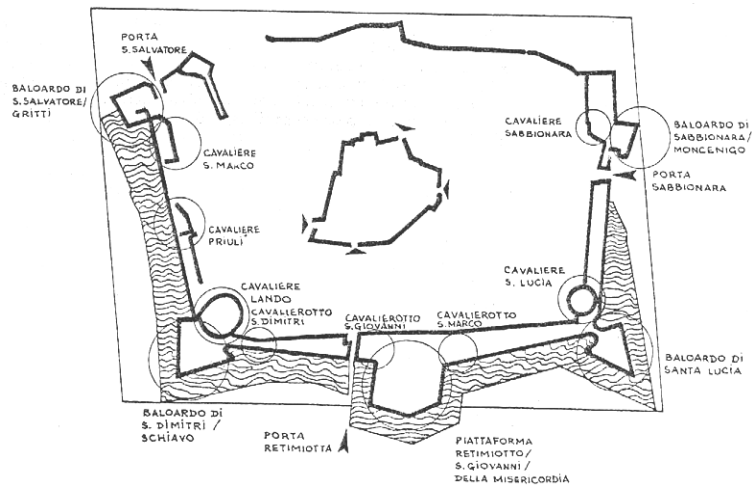 PORTA
S.SALVATORE
BALOARDO DI
S.SALVATORE/
GRITTI
CAVALIERE
S. MARCO
CAVALIERE
PRIULI
CAVALIERE
SABBIONARA
BALOARDO DI
SABBIONARA/
MOCENIGO
PORTA
SABBIONARA
CAVALIERE
LANDO
CAVALIEROTTO
S.DIMITRI
CAVALIEROTTO
S.GIOVANNI
CAVALIEROTTO
S.MARCO
CAVALIERE
S. LUCIA
BALOARDO DI
SANTA LUCIA
BALOARDO DI
S. DIMITRI /
SCHIAVO
PORTA
RETIMIOTTA
PIATTAFORMA
RETIMIOTTO/
S.GIOVANNI/
DELLA MISERICORDIA